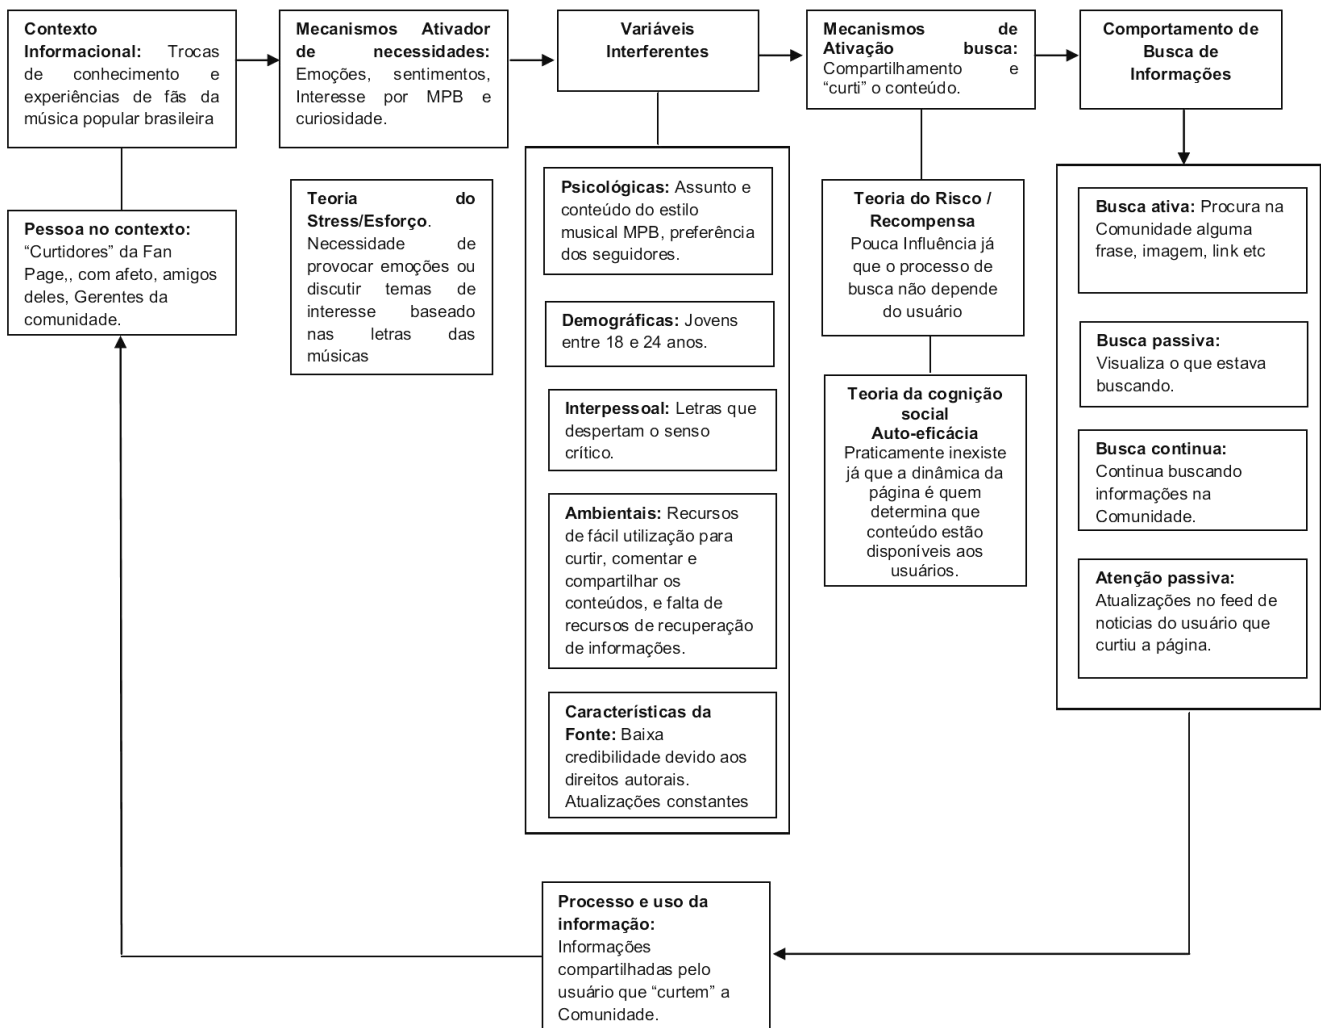 Contexto
Informacional: Trocas
de conhecimento e
experiências de fãs da
música popular brasileira
Mecanismos Ativador
de necessidades:
Emoções, sentimentos,
Interesse por MPB e
curiosidade.
Variáveis
Interferentes
Mecanismos de
Ativação busca:
Compartilhamento e
“curti” o conteúdo.
Comportamento de
Busca de
Informações
Pessoa no contexto:
“Curtidores” da Fan
Page,, com afeto, amigos
deles, Gerentes da
comunidade.
Teoria do
Stress/Esforço.
Necessidade de
provocar emoções ou
discutir temas de
interesse baseado
nas letras das
músicas
Psicológicas: Assunto e
conteúdo do estilo
musical MPB, preferência
dos seguidores.
Demográficas: Jovens
entre 18 e 24 anos.
Interpessoal: Letras que
despertam o senso
crítico.
Ambientais: Recursos
de fácil utilização para
curtir, comentar e
compartilhar os
conteúdos, e falta de
recursos de recuperação
de informações.
Características da
Fonte: Baixa
credibilidade devido aos
direitos autorais.
Atualizações constantes
Teoria do Risco /
Recompensa
Pouca Influência já
que o processo de
busca não depende
do usuário
Teoria da cognição
social
Auto-eficácia
Praticamente inexiste
já que a dinâmica da
página é quem
determina que
conteúdo estão
disponíveis aos
usuários.
Busca ativa: Procura na
Comunidade alguma
frase, imagem, link etc
Busca passiva:
Visualiza o que estava
buscando.
Busca continua:
Continua buscando
informações na
Comunidade.
Atenção passiva:
Atualizações no feed de
noticias do usuário que
curtiu a página.
Processo e uso da
informação:
Informações
compartilhadas pelo
usuário que “curtem” a
Comunidade.